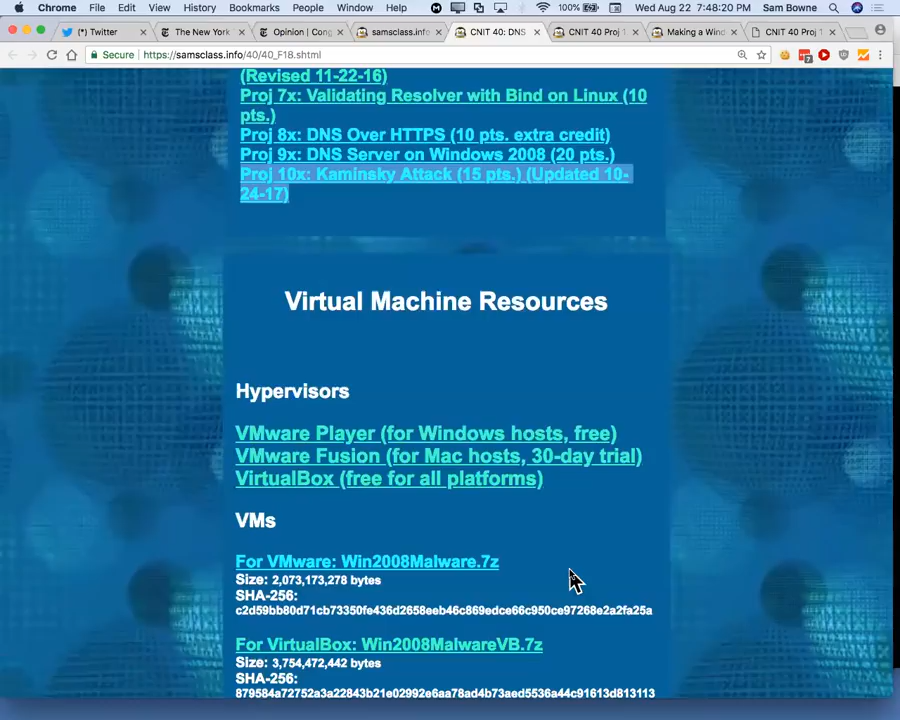 Chrome File Edit View History Bookmarks People Window Help 100% Wed Aug 22 7:48:20 PM Sam Bowne
(*) Twitter The New York Opinion | Cong samsclass.info CNIT 40: DNS CNIT 40 Proj 1 Making a Wind CNIT 40 Proj 1
Secure https://samsclass.info/40/40_F18.shtml
(Revised 11-22-16)
Proj 7x: Validating Resolver with Bind on Linux (10
pts.)
Proj 8x: DNS Over HTTPS (10 pts. extra credit)
Proj 9x: DNS Server on Windows 2008 (20 pts.)
Proj 10x: Kaminsky Attack (15 pts.) (Updated 10-
24-17)
Virtual Machine Resources
Hypervisors
VMware Player (for Windows hosts, free)
VMware Fusion (for Mac hosts, 30-day trial)
VirtualBox (free for all platforms)
VMs
For VMware: Win2008Malware.7z
Size: 2,073,173,278 bytes
SHA-256:
c2d59bb80d71cb73350fe436d2658eeb46c869edce66c950ce97268e2a2fa25a
For VirtualBox: Win2008MalwareVB.7z
Size: 3,754,472,442 bytes
SHA-256:
879584a72752a3a22843b21e02992e6aa78ad4b73aed5536a44c91613d813113